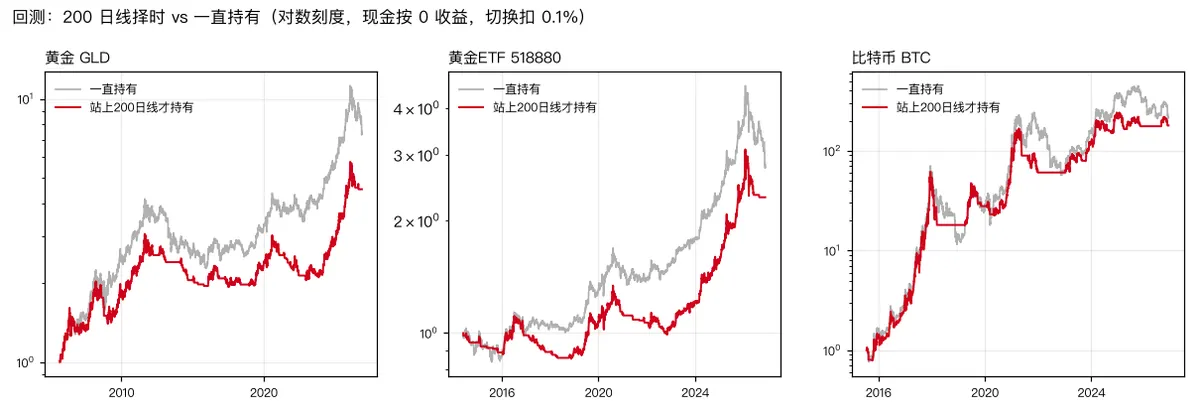 回测：200 日线择时 vs 一直持有（对数刻度，现金按 0 收益，切换扣 0.1%）
黄金 GLD
一直持有
站上200日线才持有
10¹
10⁰
2010
2020
黄金ETF 518880
一直持有
站上200日线才持有
4 × 10⁰
3 × 10⁰
2 × 10⁰
10⁰
2016
2020
2024
比特币 BTC
一直持有
站上200日线才持有
10²
10¹
10⁰
2016
2020
2024